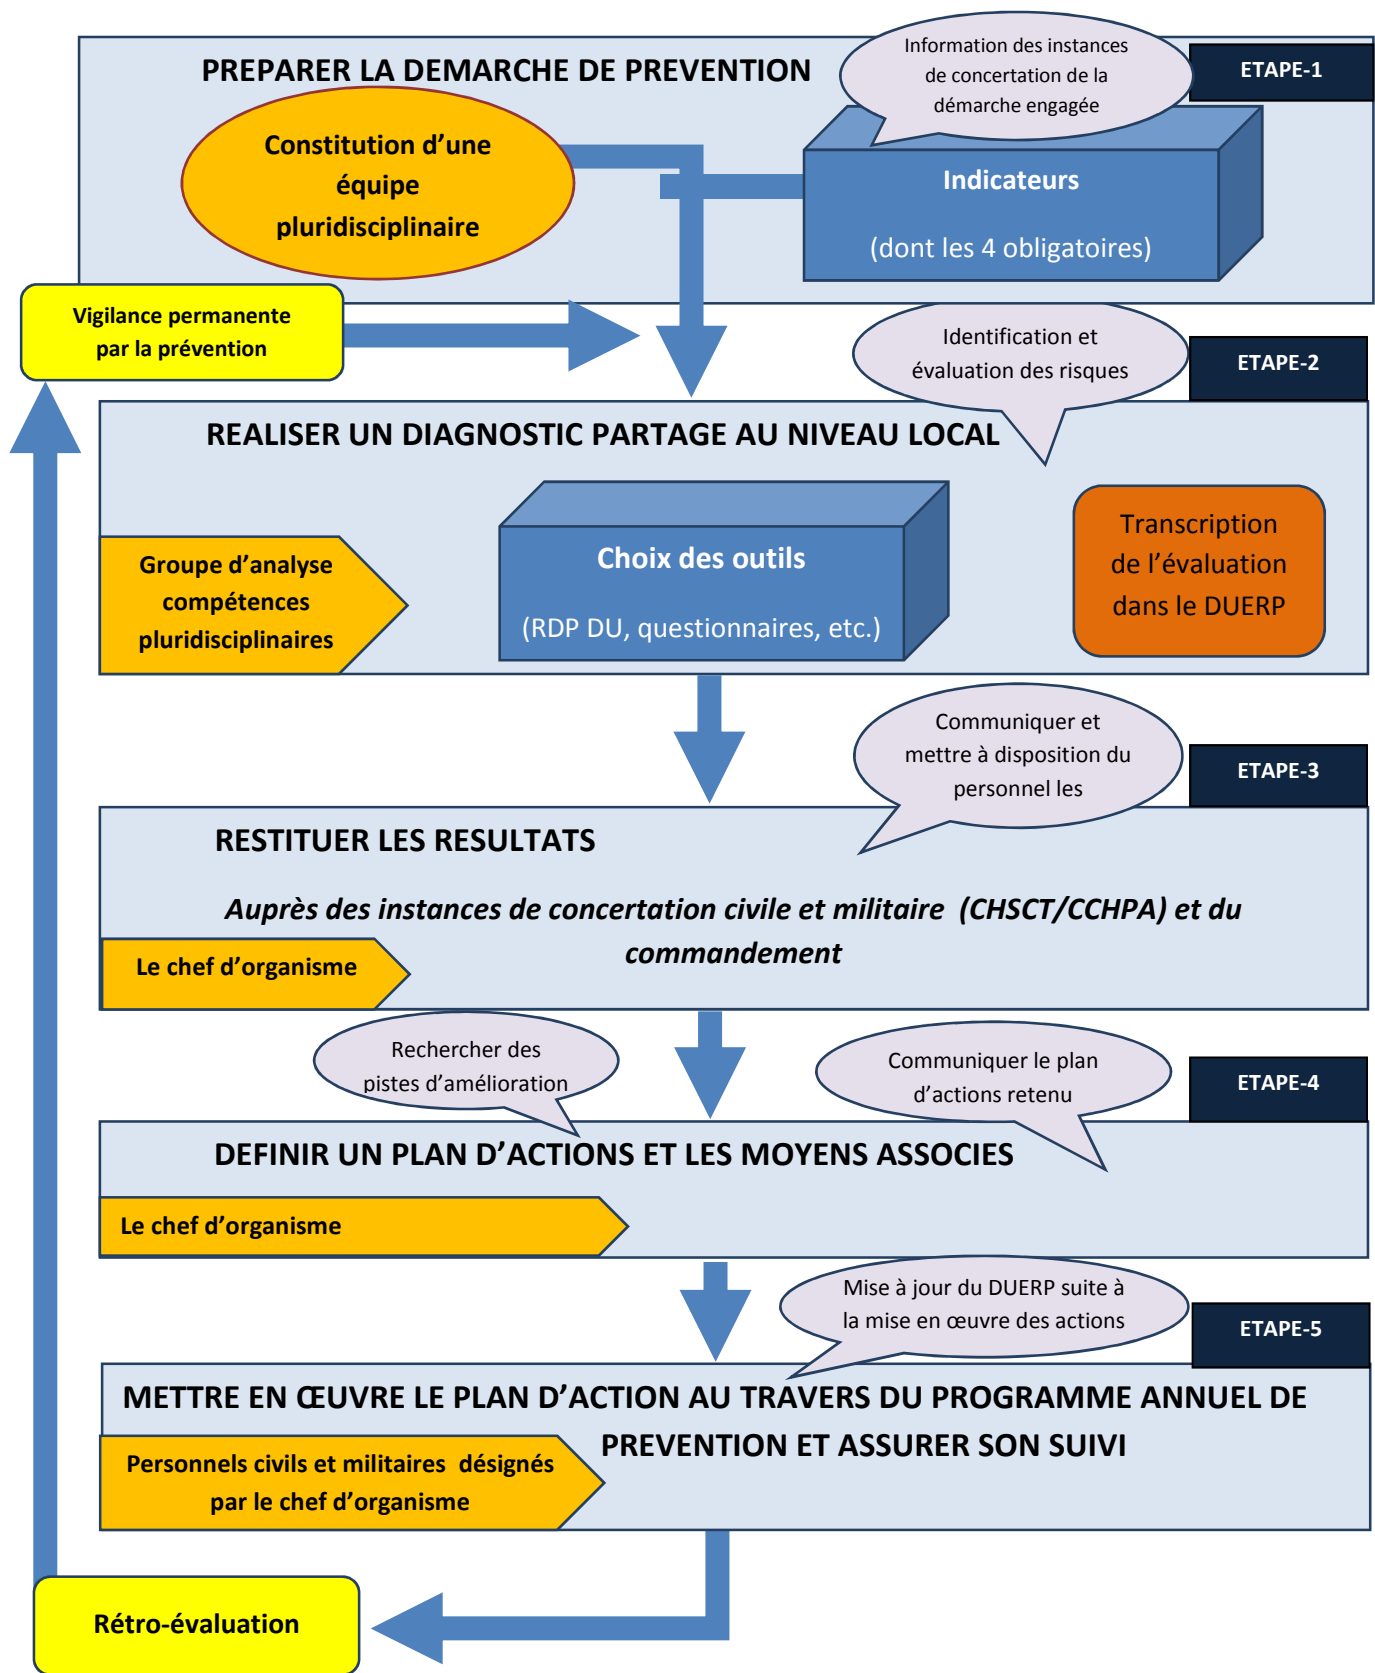 PREPARER LA DEMARCHE DE PREVENTION
Information des instances
de concertation de la
démarche engagée
ETAPE-1
Constitution d’une
équipe
pluridisciplinaire
Indicateurs
(dont les 4 obligatoires)
Vigilance permanente
par la prévention
Identification et
évaluation des risques
ETAPE-2
REALISER UN DIAGNOSTIC PARTAGE AU NIVEAU LOCAL
Groupe d’analyse
compétences
pluridisciplinaires
Choix des outils
(RDP DU, questionnaires, etc.)
Transcription
de l’évaluation
dans le DUERP
Communiquer et
mettre à disposition du
personnel les
ETAPE-3
RESTITUER LES RESULTATS
Auprès des instances de concertation civile et militaire (CHSCT/CCHPA) et du
commandement
Le chef d’organisme
Rechercher des
pistes d’amélioration
Communiquer le plan
d’actions retenu
ETAPE-4
DEFINIR UN PLAN D’ACTIONS ET LES MOYENS ASSOCIES
Le chef d’organisme
Mise à jour du DUERP suite à
la mise en œuvre des actions
ETAPE-5
METTRE EN ŒUVRE LE PLAN D’ACTION AU TRAVERS DU PROGRAMME ANNUEL DE
PREVENTION ET ASSURER SON SUIVI
Personnels civils et militaires désignés
par le chef d’organisme
Rétro-évaluation